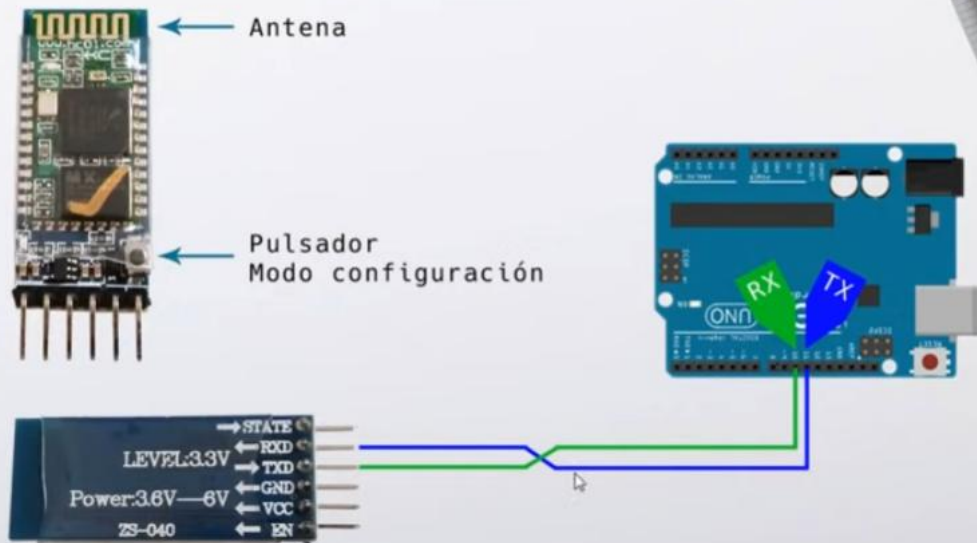 Antena
Pulsador
Modo configuración
RX
TX
UNO
RESET
STATE
RXD
LEVEL:3.3V
TXD
GND
Power:3.6V—6V
VCC
ZS-040
EN